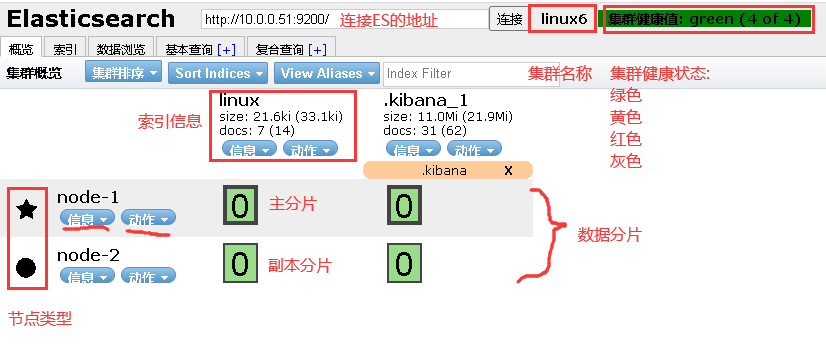 Elasticsearch http://10.0.0.51:9200/ 连接ES的地址 连接 linux6 集群健康值: green (4 of 4)
概览 索引 数据浏览 基本查询 [+] 复合查询 [+]
集群概览 集群排序 Sort Indices View Aliases Index Filter 集群名称 集群健康状态:
绿色
黄色
红色
灰色
索引信息
linux
size: 21.6ki (33.1ki)
docs: 7 (14)
信息 动作
.kibana_1
size: 11.0Mi (21.9Mi)
docs: 31 (62)
信息 动作
.kibana X
node-1
信息 动作
0 主分片 0
数据分片
node-2
信息 动作
0 副本分片 0
节点类型